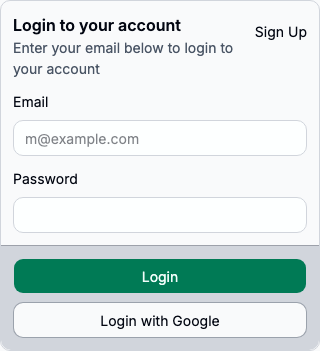 Login to your account
Sign Up
Enter your email below to login to
your account
Email
m@example.com
Password
Login
Login with Google